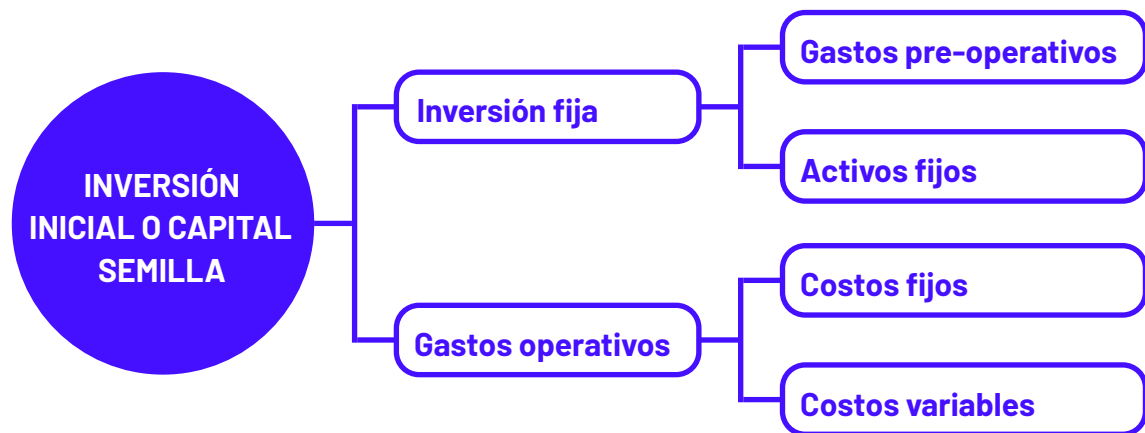 INVERSIÓN
INICIAL O CAPITAL
SEMILLA
Inversión fija
Gastos pre-operativos
Activos fijos
Gastos operativos
Costos fijos
Costos variables